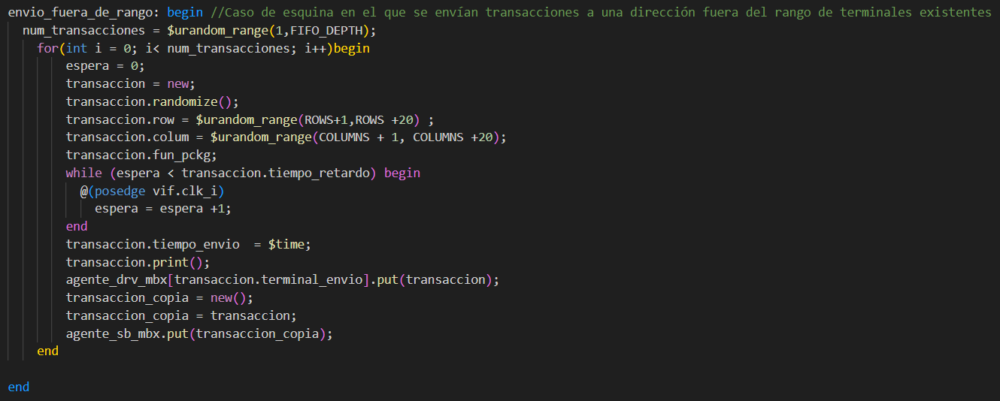 envio_fuera_de_rango: begin //Caso de esquina en el que se envían transacciones a una dirección fuera del rango de terminales existentes
num_transacciones = $urandom_range(1,FIFO_DEPTH);
for(int i = 0; i< num_transacciones; i++)begin
espera = 0;
transaccion = new;
transaccion.randomize();
transaccion.row = $urandom_range(ROWS+1,ROWS +20) ;
transaccion.colum = $urandom_range(COLUMNS + 1, COLUMNS +20);
transaccion.fun_pckg;
while (espera < transaccion.tiempo_retardo) begin
@(posedge vif.clk_i)
espera = espera +1;
end
transaccion.tiempo_envio  = $time;
transaccion.print();
agente_drv_mbx[transaccion.terminal_envio].put(transaccion);
transaccion_copia = new();
transaccion_copia = transaccion;
agente_sb_mbx.put(transaccion_copia);
end
end